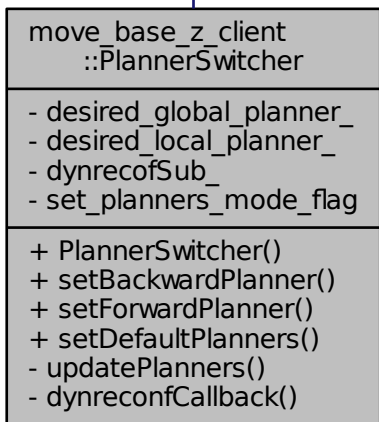 move_base_z_client
::PlannerSwitcher
- desired_global_planner_
- desired_local_planner_
- dynrecofSub_
- set_planners_mode_flag
+ PlannerSwitcher()
+ setBackwardPlanner()
+ setForwardPlanner()
+ setDefaultPlanners()
- updatePlanners()
- dynreconfCallback()